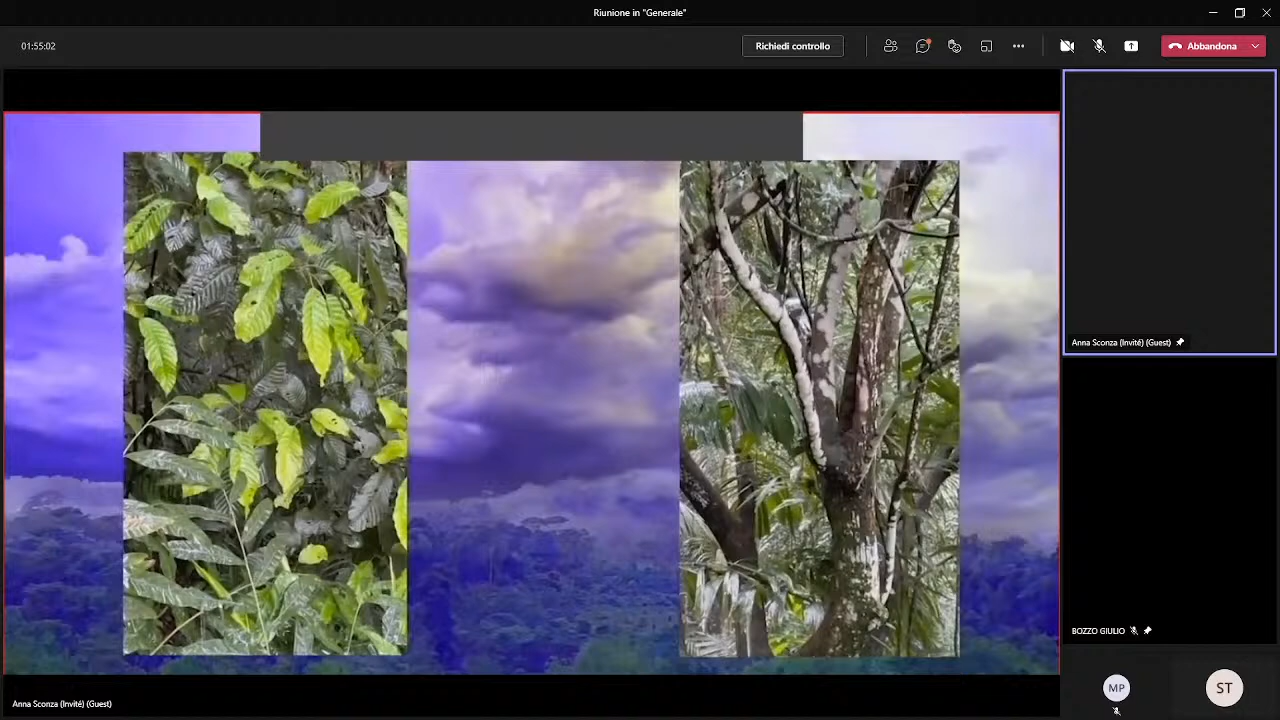 Riunione in "Generale"
01:55:02
Richiedi controllo
Abbandona
Anna Sconza (Invité) (Guest)
BOZZO GIULIO
MP
ST
Anna Sconza (Invité) (Guest)